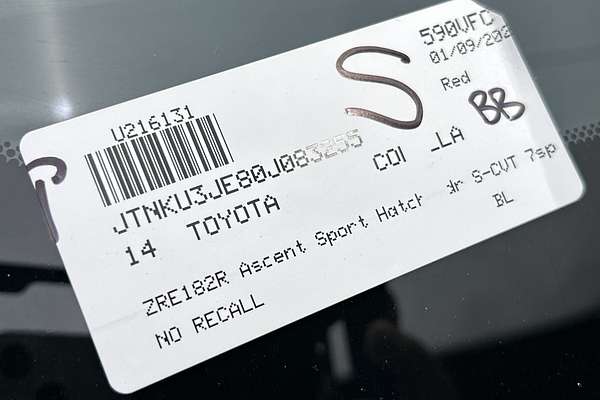 590VFC
U216131
01/09/202
Red
S
BB
JTNKU3JE80J083255
14 TOYOTA COI _LA
ZRE182R Ascent Sport Hatch dr S-CVT 7sp
NO RECALL BL